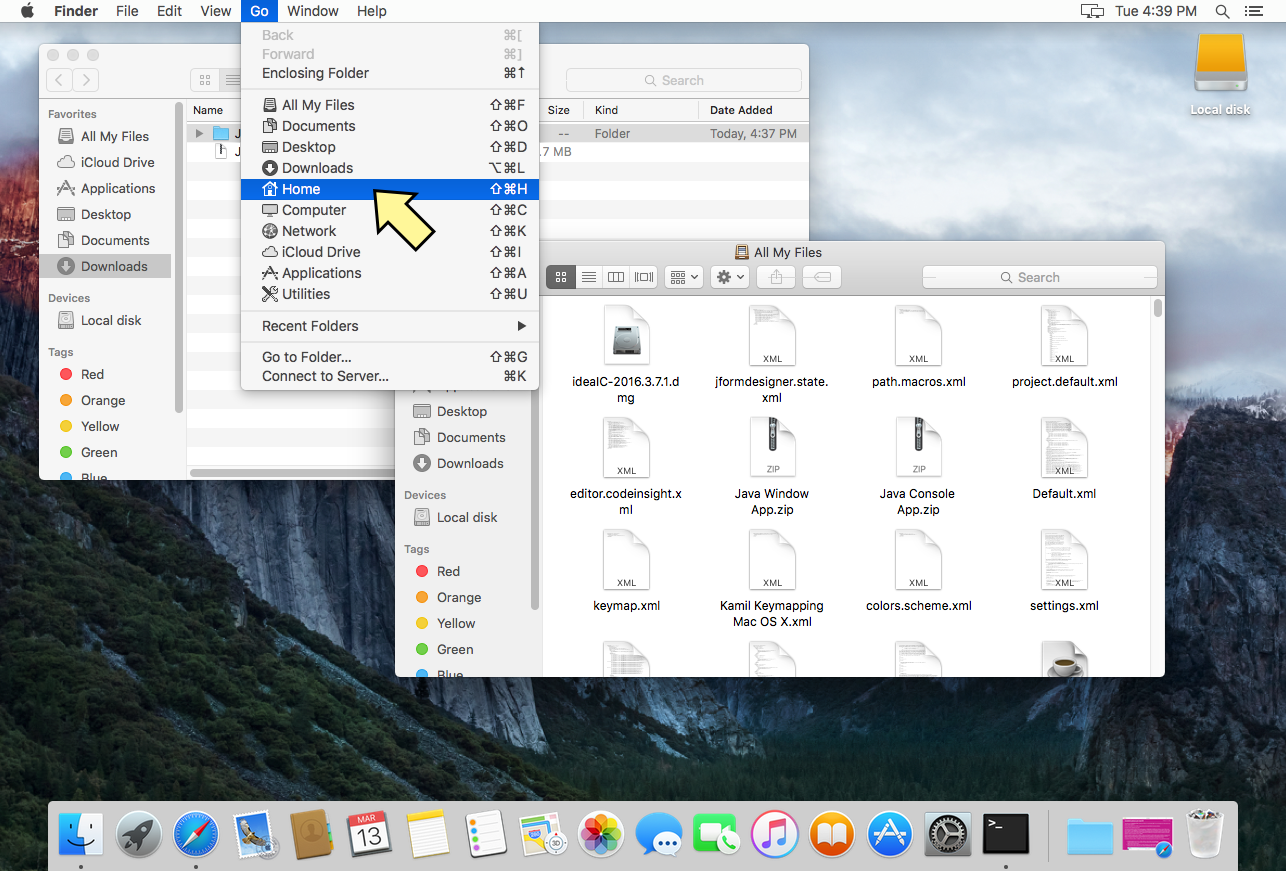 Finder File Edit View Go Window Help Tue 4:39 PM
Back ⌘[
Forward ⌘]
Enclosing Folder ⌘↑
All My Files ⇧⌘F
Documents ⇧⌘O
Desktop ⇧⌘D
Downloads ⌥⌘L
Home ⇧⌘H
Computer ⇧⌘C
Network ⇧⌘K
iCloud Drive ⇧⌘I
Applications ⇧⌘A
Utilities ⇧⌘U
Recent Folders
Go to Folder... ⇧⌘G
Connect to Server... ⌘K
Local disk
Search
Favorites
All My Files
iCloud Drive
Applications
Desktop
Documents
Downloads
Devices
Local disk
Tags
Red
Orange
Yellow
Green
Blue
Name Size Kind Date Added
J -- Folder Today, 4:37 PM
J .7 MB
All My Files
Search
Desktop
Documents
Downloads
Devices
Local disk
Tags
Red
Orange
Yellow
Green
Blue
XML XML XML
ideaIC-2016.3.7.1.d jformdesigner.state. path.macros.xml project.default.xml
mg xml
XML ZIP ZIP XML
editor.codeinsight.x Java Window Java Console Default.xml
ml App.zip App.zip
XML XML XML XML
keymap.xml Kamil Keymapping colors.scheme.xml settings.xml
Mac OS X.xml
MAR
13
280
3D
>_